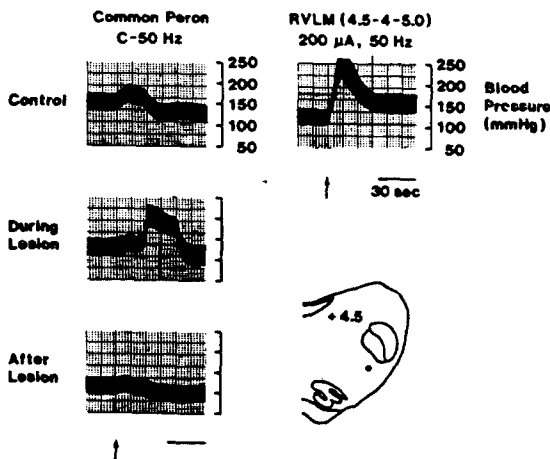 Common Peron
C-50 Hz
RVLM (4.5-4-5.0)
200 µA, 50 Hz
Control
250
200
150
100
50
250
200
150
100
50
Blood
Pressure
(mmHg)
30 sec
During
Lesion
+4.5
After
Lesion